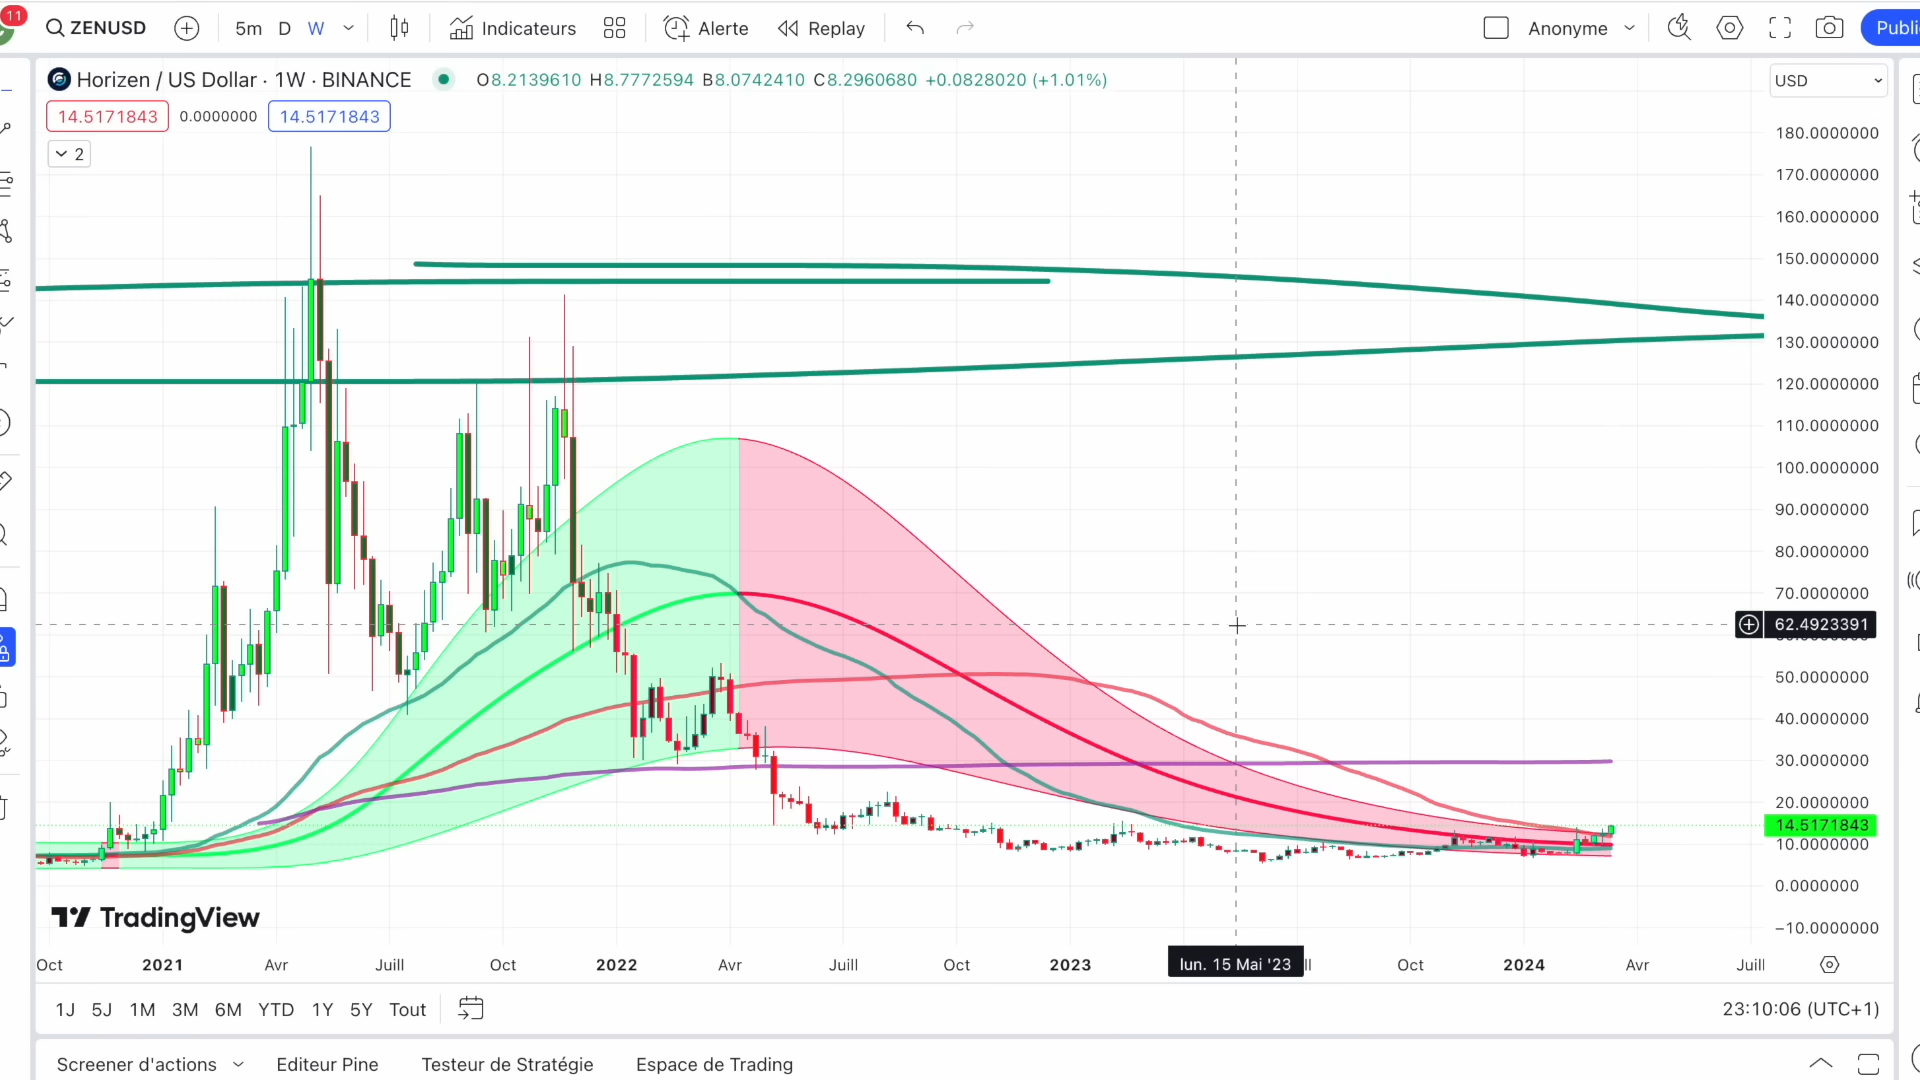 11
ZENUSD
5m D W
Indicateurs
Alerte
Replay
Anonyme
Horizen / US Dollar · 1W · BINANCE
O8.2139610 H8.7772594 B8.0742410 C8.2960680 +0.0828020 (+1.01%)
USD
14.5171843 0.0000000 14.5171843
2
180.0000000
170.0000000
160.0000000
150.0000000
140.0000000
130.0000000
120.0000000
110.0000000
100.0000000
90.0000000
80.0000000
70.0000000
62.4923391
50.0000000
40.0000000
30.0000000
20.0000000
14.5171843
10.0000000
0.0000000
−10.0000000
TradingView
Oct 2021 Avr Juill Oct 2022 Avr Juill Oct 2023 lun. 15 Mai '23 Oct 2024 Avr Juill
1J 5J 1M 3M 6M YTD 1Y 5Y Tout
23:10:06 (UTC+1)
Screener d'actions
Editeur Pine
Testeur de Stratégie
Espace de Trading